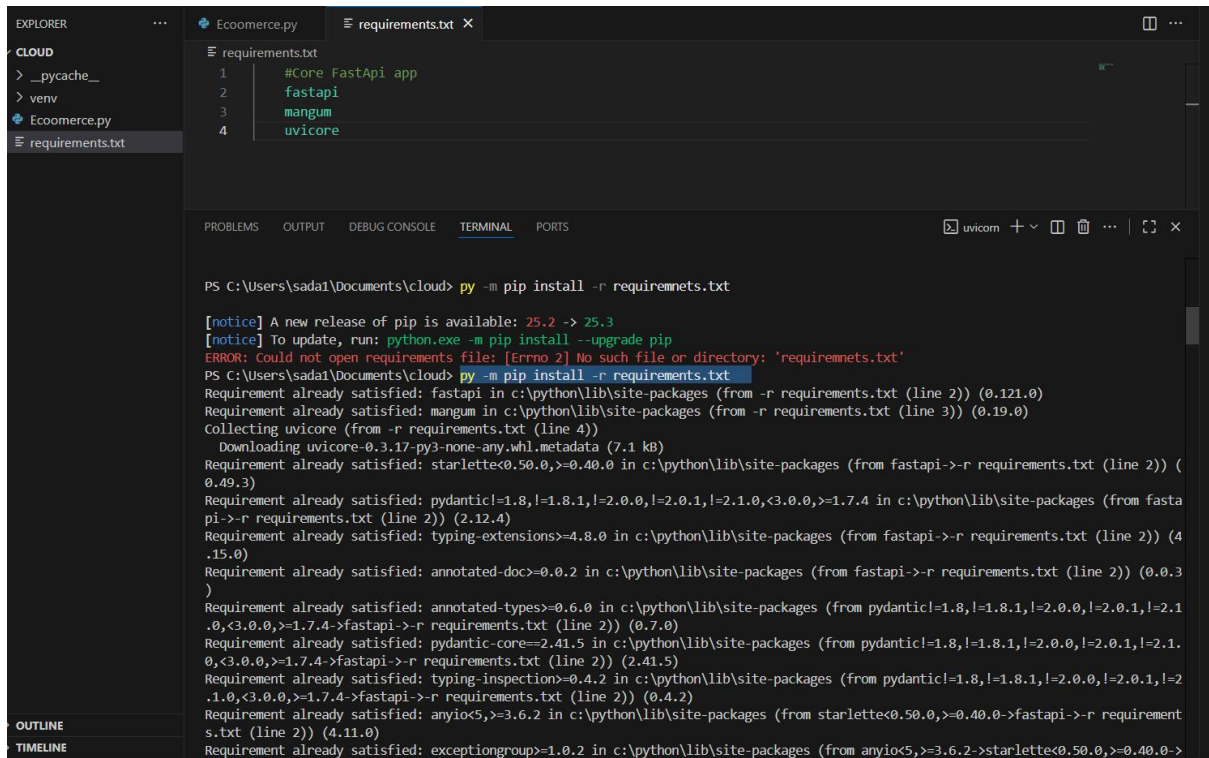 EXPLORER ...
CLOUD
__pycache__
venv
Ecoomerce.py
requirements.txt
OUTLINE
TIMELINE
Ecoomerce.py requirements.txt
requirements.txt
1 #Core FastApi app
2 fastapi
3 mangum
4 uvicore
PROBLEMS OUTPUT DEBUG CONSOLE TERMINAL PORTS uvicorn
PS C:\Users\sada1\Documents\cloud> py -m pip install -r requiremnets.txt
[notice] A new release of pip is available: 25.2 -> 25.3
[notice] To update, run: python.exe -m pip install --upgrade pip
ERROR: Could not open requirements file: [Errno 2] No such file or directory: 'requiremnets.txt'
PS C:\Users\sada1\Documents\cloud> py -m pip install -r requirements.txt
Requirement already satisfied: fastapi in c:\python\lib\site-packages (from -r requirements.txt (line 2)) (0.121.0)
Requirement already satisfied: mangum in c:\python\lib\site-packages (from -r requirements.txt (line 3)) (0.19.0)
Collecting uvicore (from -r requirements.txt (line 4))
Downloading uvicore-0.3.17-py3-none-any.whl.metadata (7.1 kB)
Requirement already satisfied: starlette<0.50.0,>=0.40.0 in c:\python\lib\site-packages (from fastapi->-r requirements.txt (line 2)) (
0.49.3)
Requirement already satisfied: pydantic!=1.8,!=1.8.1,!=2.0.0,!=2.0.1,!=2.1.0,<3.0.0,>=1.7.4 in c:\python\lib\site-packages (from fasta
pi->-r requirements.txt (line 2)) (2.12.4)
Requirement already satisfied: typing-extensions>=4.8.0 in c:\python\lib\site-packages (from fastapi->-r requirements.txt (line 2)) (4
.15.0)
Requirement already satisfied: annotated-doc>=0.0.2 in c:\python\lib\site-packages (from fastapi->-r requirements.txt (line 2)) (0.0.3
)
Requirement already satisfied: annotated-types>=0.6.0 in c:\python\lib\site-packages (from pydantic!=1.8,!=1.8.1,!=2.0.0,!=2.0.1,!=2.1
.0,<3.0.0,>=1.7.4->fastapi->-r requirements.txt (line 2)) (0.7.0)
Requirement already satisfied: pydantic-core==2.41.5 in c:\python\lib\site-packages (from pydantic!=1.8,!=1.8.1,!=2.0.0,!=2.0.1,!=2.1.
0,<3.0.0,>=1.7.4->fastapi->-r requirements.txt (line 2)) (2.41.5)
Requirement already satisfied: typing-inspection>=0.4.2 in c:\python\lib\site-packages (from pydantic!=1.8,!=1.8.1,!=2.0.0,!=2.0.1,!=2
.1.0,<3.0.0,>=1.7.4->fastapi->-r requirements.txt (line 2)) (0.4.2)
Requirement already satisfied: anyio<5,>=3.6.2 in c:\python\lib\site-packages (from starlette<0.50.0,>=0.40.0->fastapi->-r requirement
s.txt (line 2)) (4.11.0)
Requirement already satisfied: exceptiongroup>=1.0.2 in c:\python\lib\site-packages (from anyio<5,>=3.6.2->starlette<0.50.0,>=0.40.0->